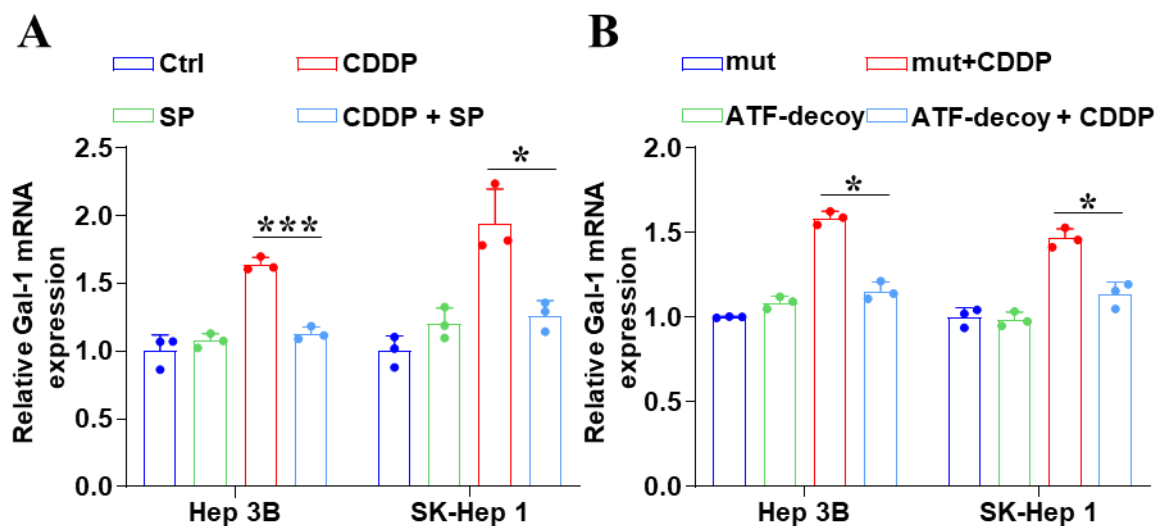 A
Ctrl CDDP
SP CDDP + SP
Relative Gal-1 mRNA
expression
2.5
2.0
1.5
1.0
0.5
0.0
***
*
Hep 3B SK-Hep 1
B
mut mut+CDDP
ATF-decoy ATF-decoy + CDDP
Relative Gal-1 mRNA
expression
2.0
1.5
1.0
0.5
0.0
*
*
Hep 3B SK-Hep 1